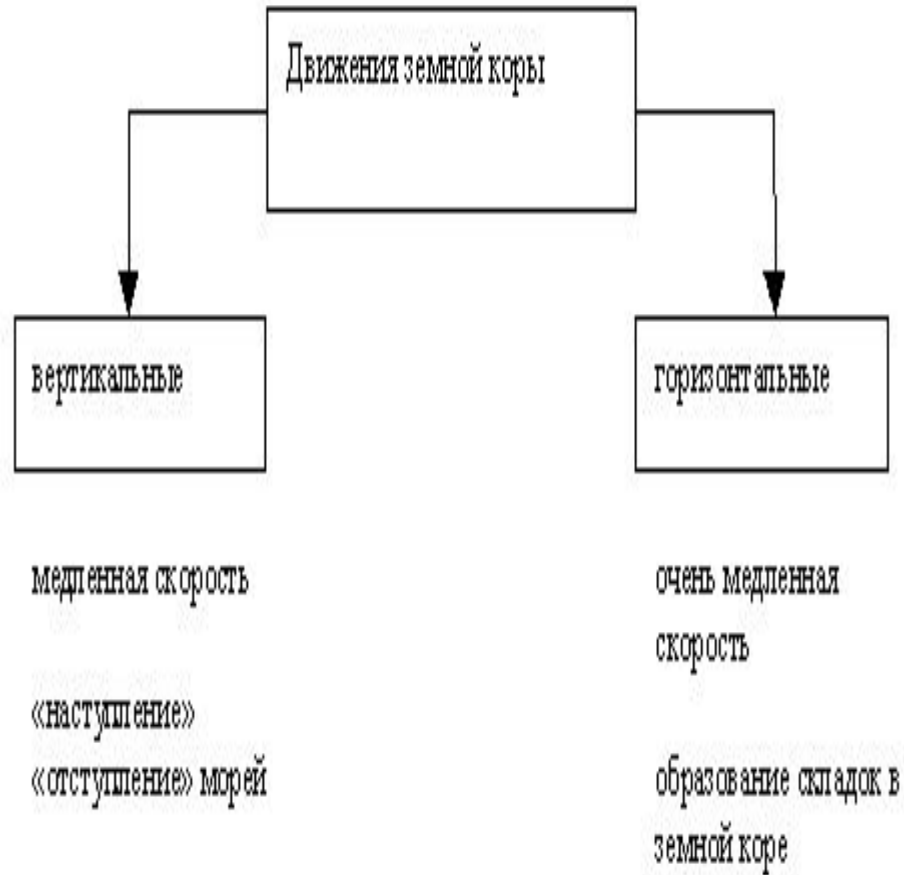 Движения земной коры
вертикальные
горизонтальные
медленная скорость
«наступление»
«отступление» морей
очень медленная
скорость
образование складок в
земной коре